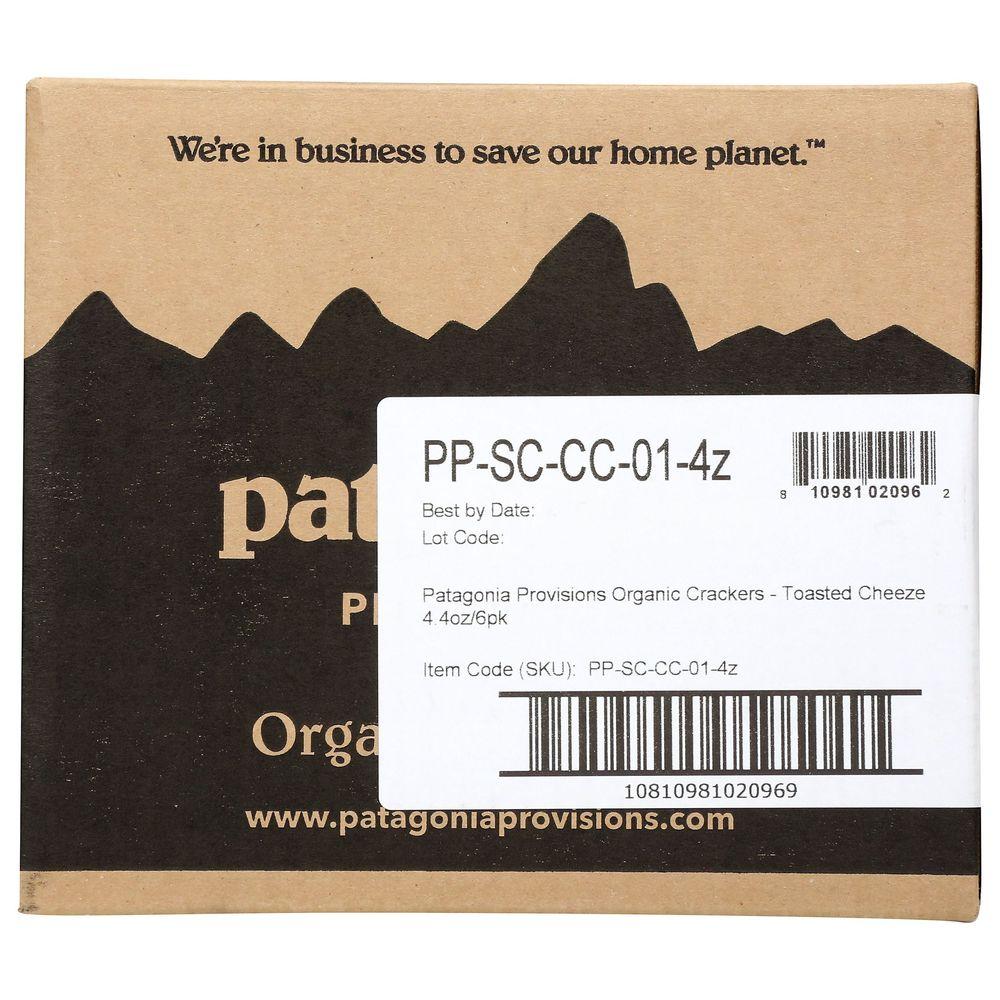 We're in business to save our home planet.™
PP-SC-CC-01-4z
8 10981 02096 2
Best by Date:
Lot Code:
pat
Patagonia Provisions Organic Crackers - Toasted Cheeze
4.4oz/6pk
P
Item Code (SKU): PP-SC-CC-01-4z
Orga
10810981020969
www.patagoniaprovisions.com